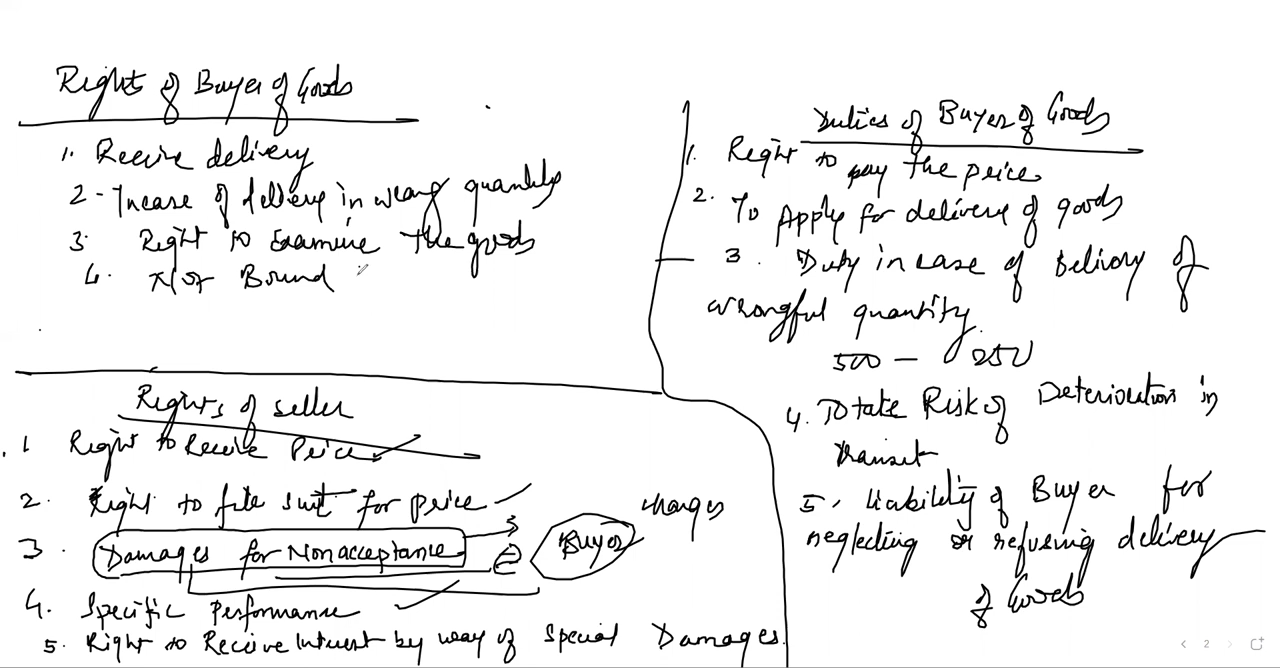 Right of Buyer of Goods
1. Receive delivery
2- Incase of delivery in wrong quantity
3. Right to Examine the goods
4. Not Bound
Duties of Buyer of Goods
1. Right to pay the price
2. To Apply for delivery of goods
3. Duty in case of Delivery of
wrongful quantity.
500 - 250
4. To take Risk of Deterioration in
transit
5. Liability of Buyer for
neglecting or refusing delivery
of Goods
Rights of seller
1 Right to Receive Price
2. Right to file suit for price
3. Damages for Nonacceptance
Buyer
charges
4. Specific Performance
5. Right to Receive Interest by way of Special Damages.
2